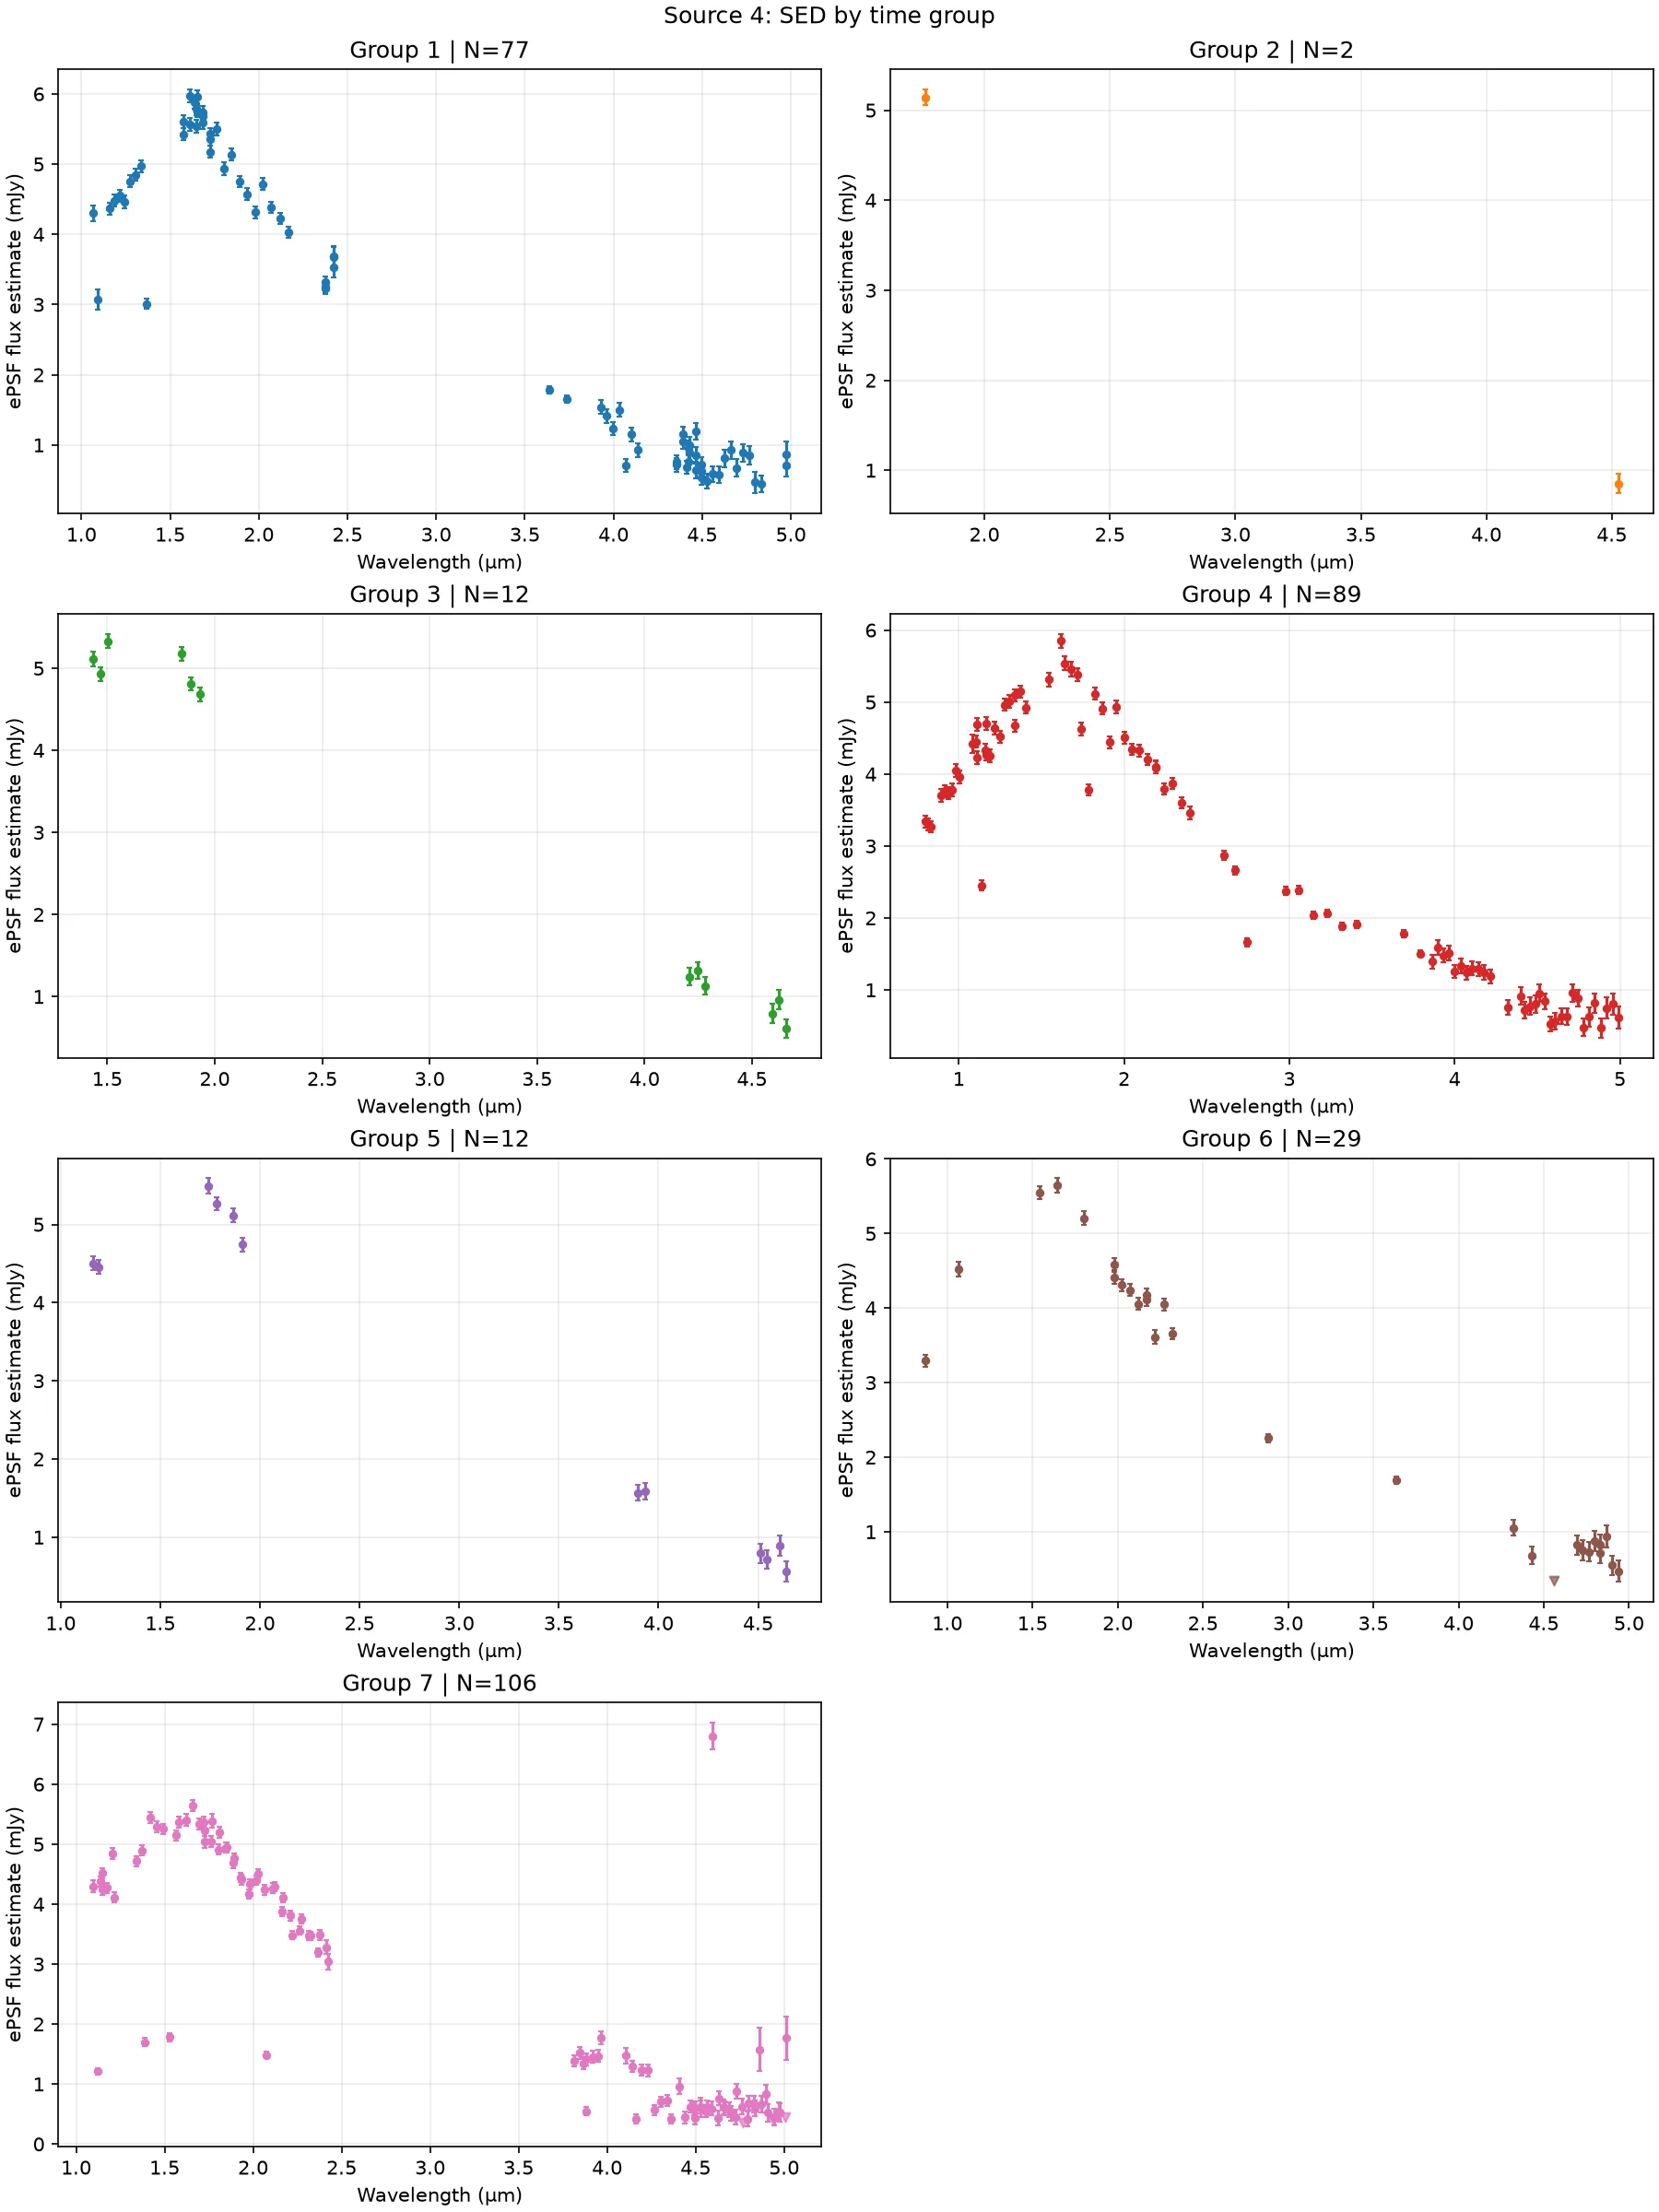 Source 4: SED by time group
Group 1 | N=77
ePSF flux estimate (mJy)
6
5
4
3
2
1
1.0 1.5 2.0 2.5 3.0 3.5 4.0 4.5 5.0
Wavelength (µm)
Group 2 | N=2
ePSF flux estimate (mJy)
5
4
3
2
1
2.0 2.5 3.0 3.5 4.0 4.5
Wavelength (µm)
Group 3 | N=12
ePSF flux estimate (mJy)
5
4
3
2
1
1.5 2.0 2.5 3.0 3.5 4.0 4.5
Wavelength (µm)
Group 4 | N=89
ePSF flux estimate (mJy)
6
5
4
3
2
1
1 2 3 4 5
Wavelength (µm)
Group 5 | N=12
ePSF flux estimate (mJy)
5
4
3
2
1
1.0 1.5 2.0 2.5 3.0 3.5 4.0 4.5
Wavelength (µm)
Group 6 | N=29
ePSF flux estimate (mJy)
6
5
4
3
2
1
1.0 1.5 2.0 2.5 3.0 3.5 4.0 4.5 5.0
Wavelength (µm)
Group 7 | N=106
ePSF flux estimate (mJy)
7
6
5
4
3
2
1
0
1.0 1.5 2.0 2.5 3.0 3.5 4.0 4.5 5.0
Wavelength (µm)